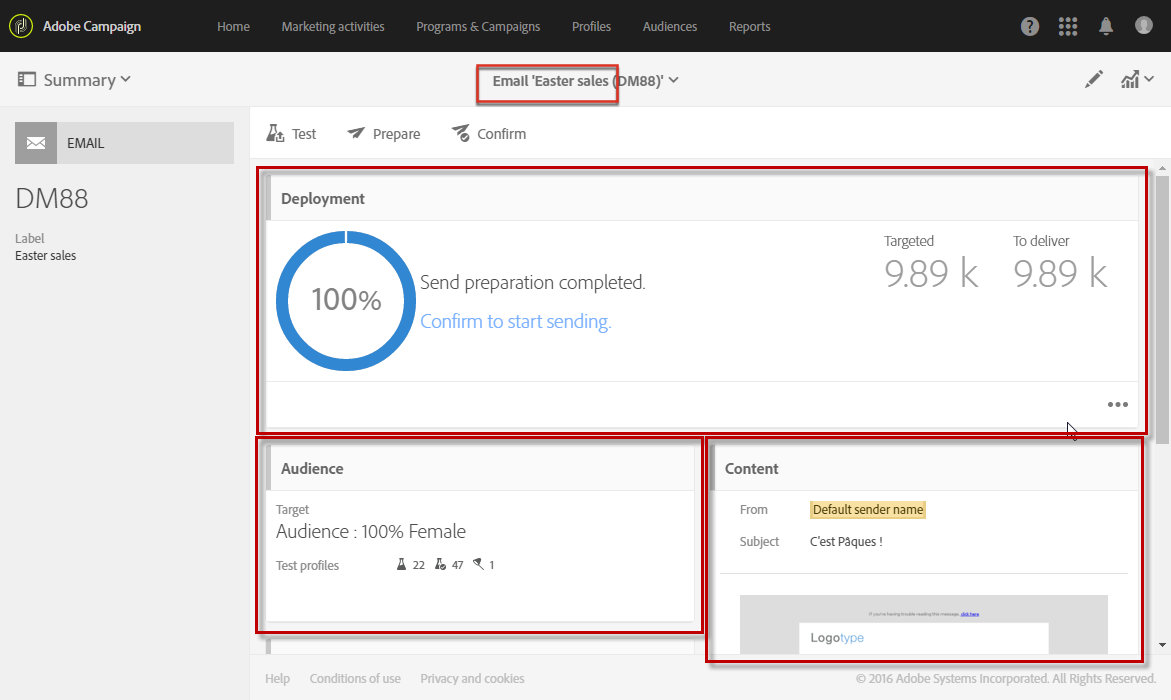 Adobe Campaign Home Marketing activities Programs & Campaigns Profiles Audiences Reports ?
Summary Email 'Easter sales (DM88)'
EMAIL
DM88
Label
Easter sales
Test Prepare Confirm
Deployment
100%
Send preparation completed.
Confirm to start sending.
Targeted To deliver
9.89 k 9.89 k
Audience
Target
Audience : 100% Female
Test profiles 22 47 1
Content
From Default sender name
Subject C'est Pâques !
If you're having trouble reading this message, click here
Logotype
Help Conditions of use Privacy and cookies © 2016 Adobe Systems Incorporated. All Rights Reserved.